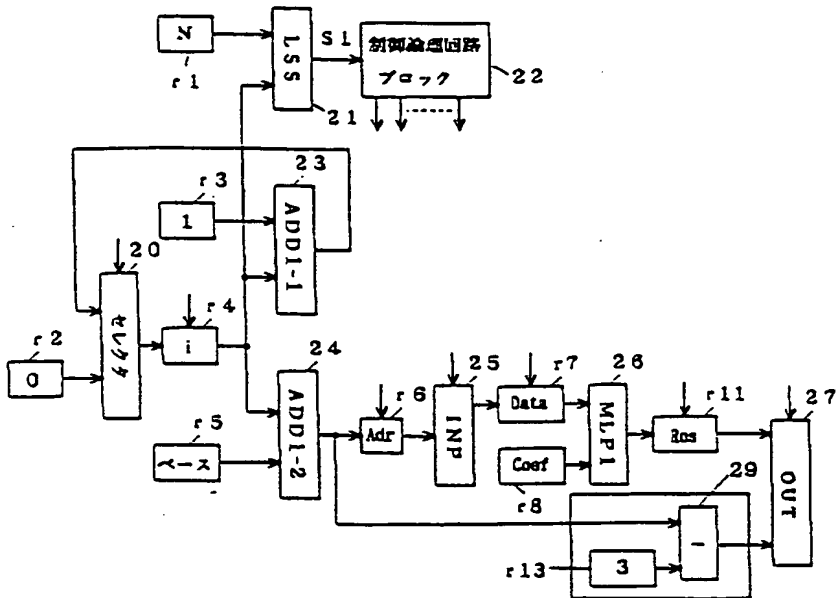 N
r1
LSS
21
S1
制御論理回路
ブロック
22
r3
1
23
ADD1-1
20
セレクタ
r2
0
r4
i
24
ADD1-2
r5
ベース
r6
Adr
25
INP
r7
Data
26
MLP1
r8
Coef
r11
Ros
27
OUT
29
-
r13
3